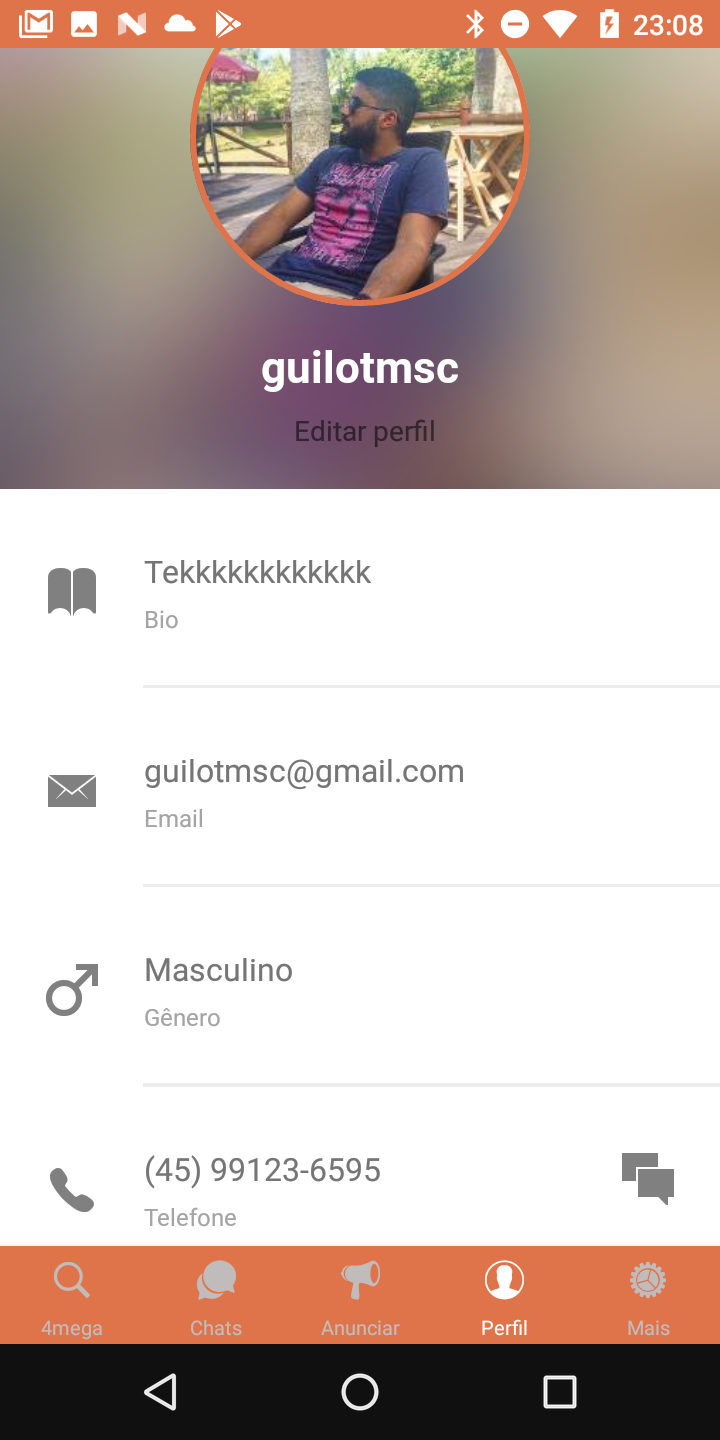 23:08
guilotmsc
Editar perfil
Tekkkkkkkkkkkk
Bio
guilotmsc@gmail.com
Email
Masculino
Gênero
(45) 99123-6595
Telefone
4mega
Chats
Anunciar
Perfil
Mais